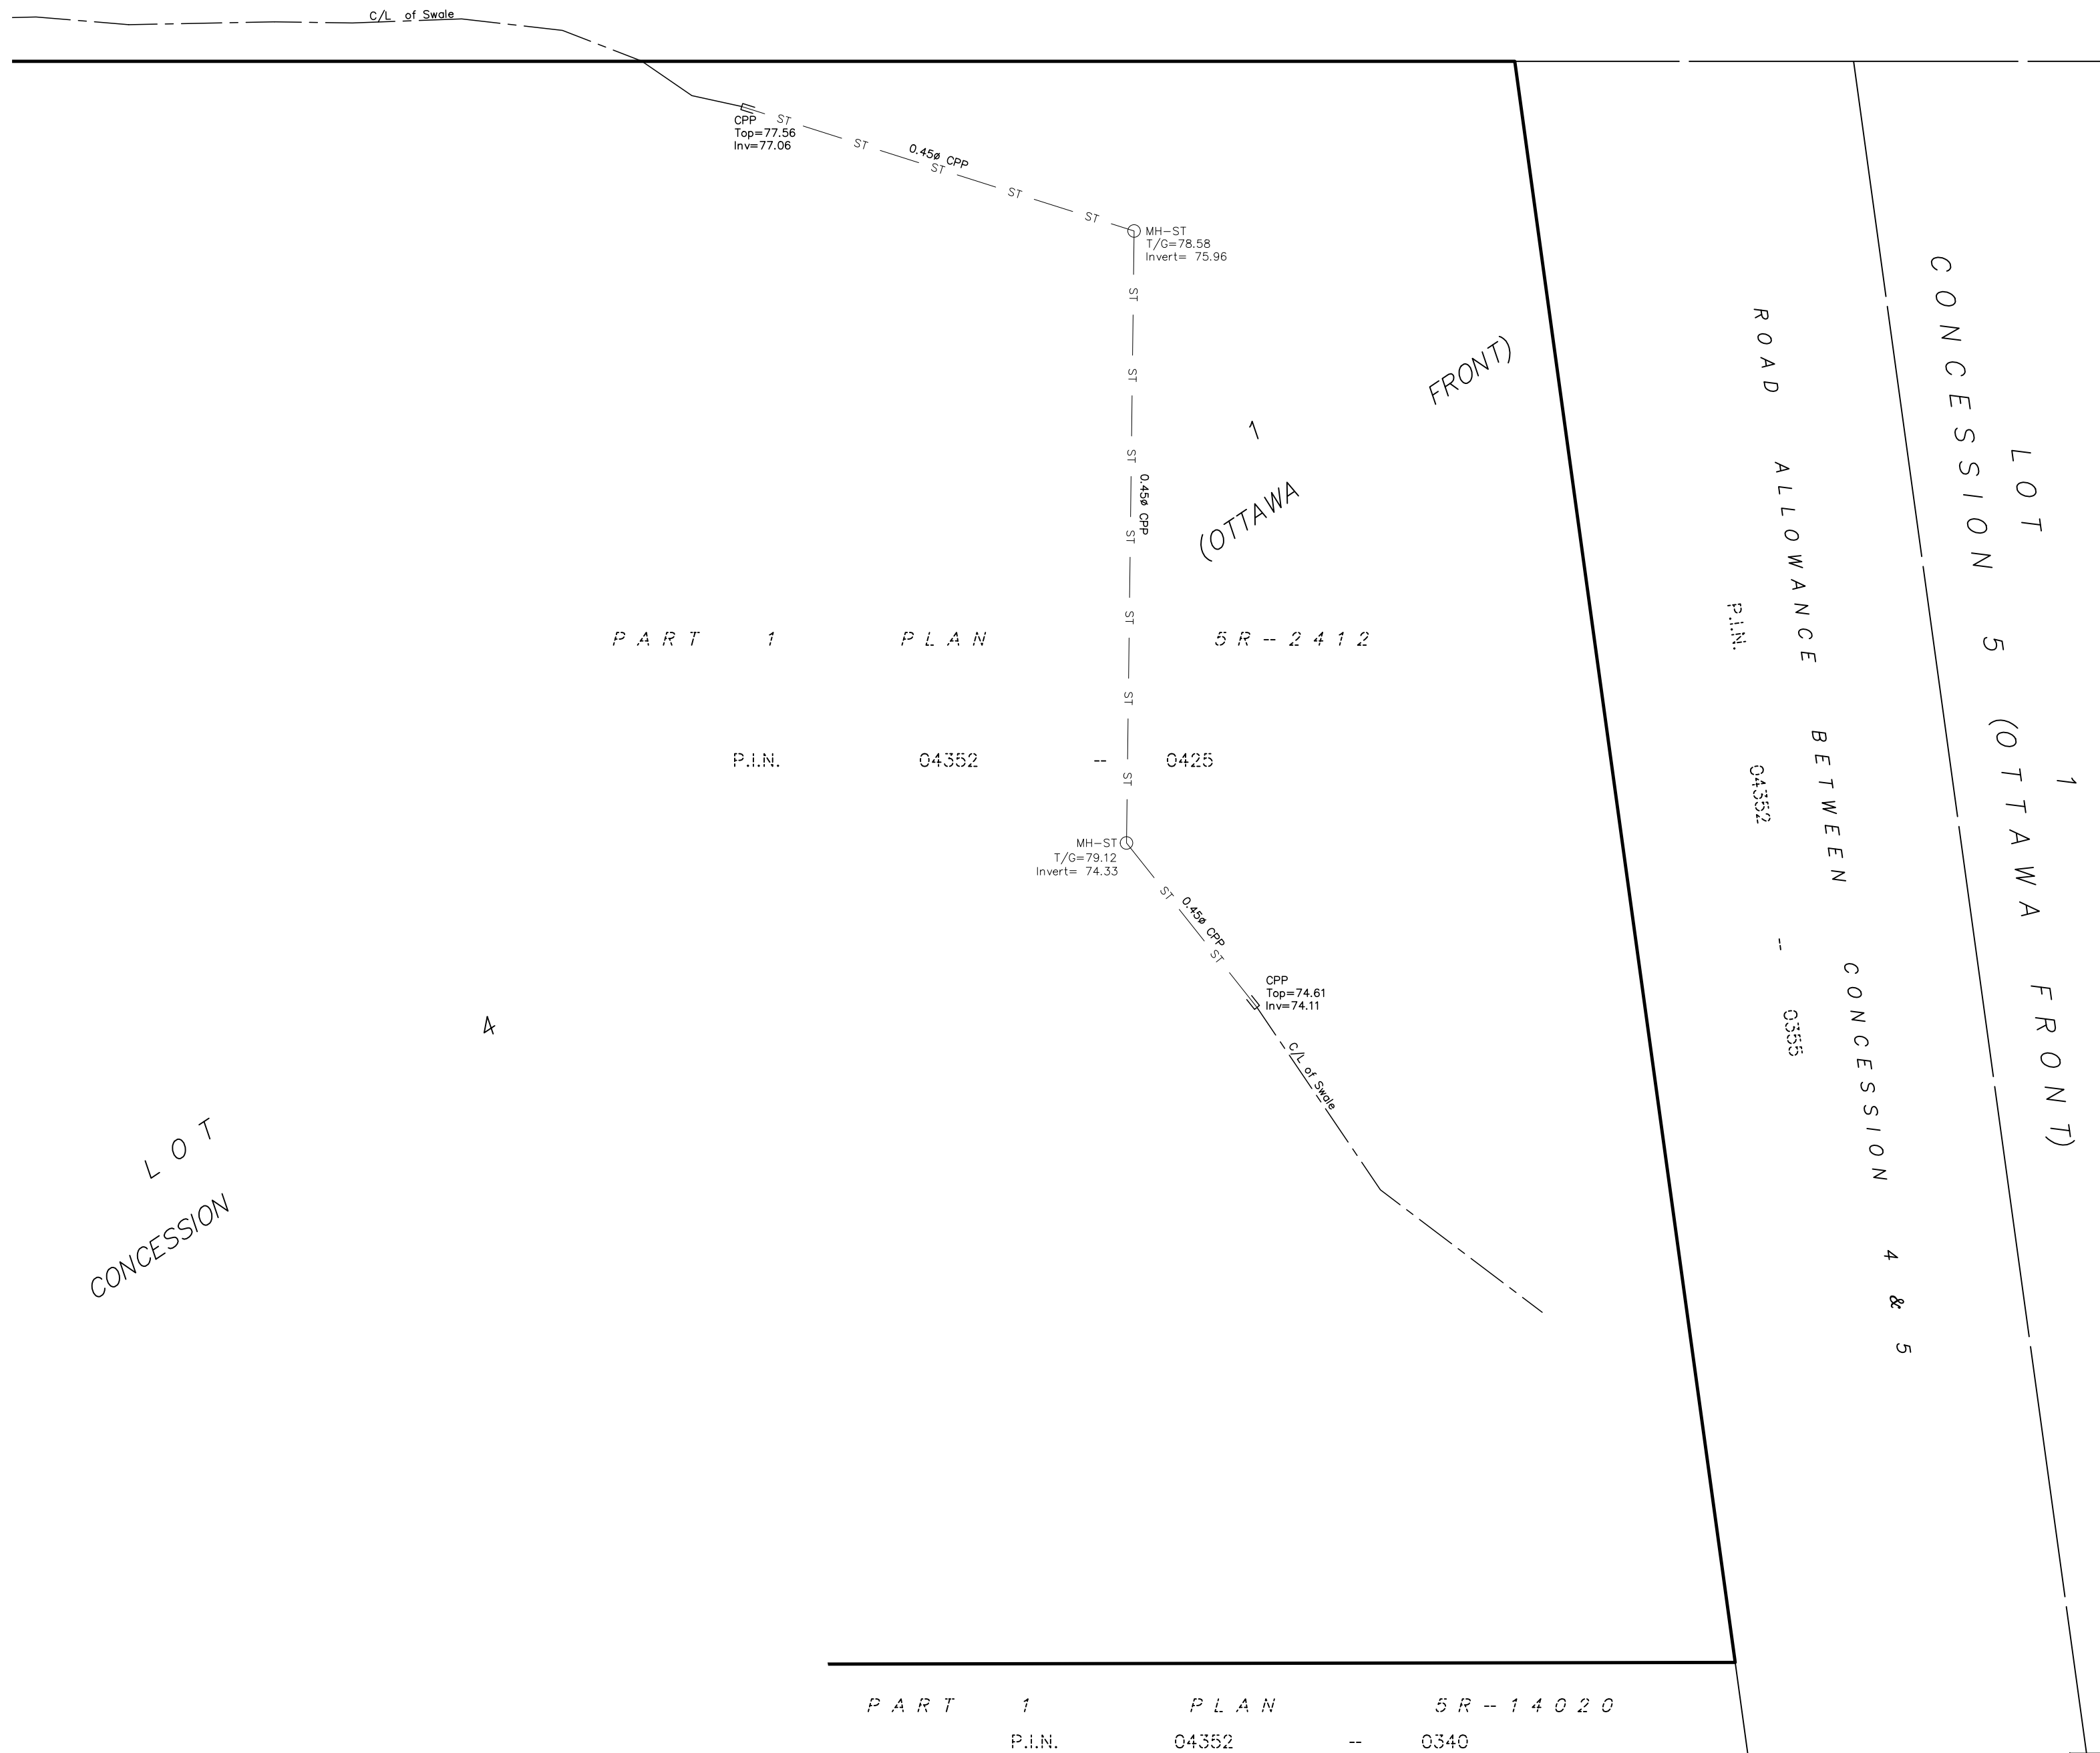 C/L of Swale
CPP
Top=77.56
Inv=77.06
ST
ST
0.45ø CPP
ST
ST
ST
MH-ST
T/G=78.58
Invert= 75.96
ST
ST
ST
0.45ø CPP
ST
ST
ST
ST
1
(OTTAWA FRONT)
PART 1 PLAN 5R--2412
P.I.N. 04352 -- 0425
MH-ST
T/G=79.12
Invert= 74.33
ST
0.45ø CPP
ST
CPP
Top=74.61
Inv=74.11
C/L of Swale
LOT
CONCESSION 4
ROAD ALLOWANCE BETWEEN CONCESSION 4 & 5
P.I.N. 04352 -- 0355
LOT 1
CONCESSION 5 (OTTAWA FRONT)
PART 1 PLAN 5R--14020
P.I.N. 04352 -- 0340